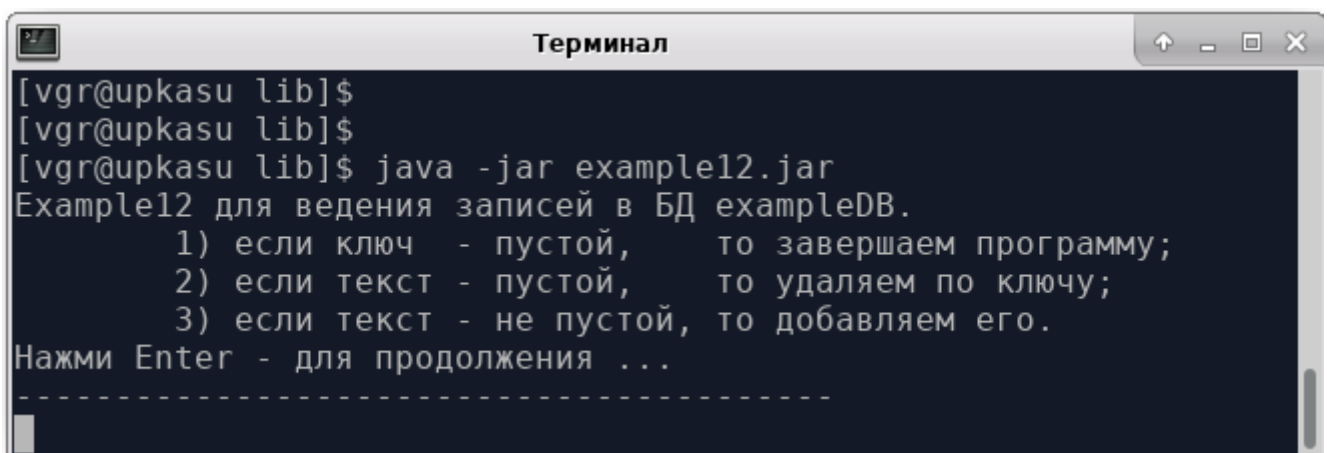 Терминал
[vgr@upkasu lib]$
[vgr@upkasu lib]$
[vgr@upkasu lib]$ java -jar example12.jar
Example12 для ведения записей в БД exampleDB.
        1) если ключ  - пустой,    то завершаем программу;
        2) если текст - пустой,    то удаляем по ключу;
        3) если текст - не пустой, то добавляем его.
Нажми Enter - для продолжения ...
-----------------------------------------